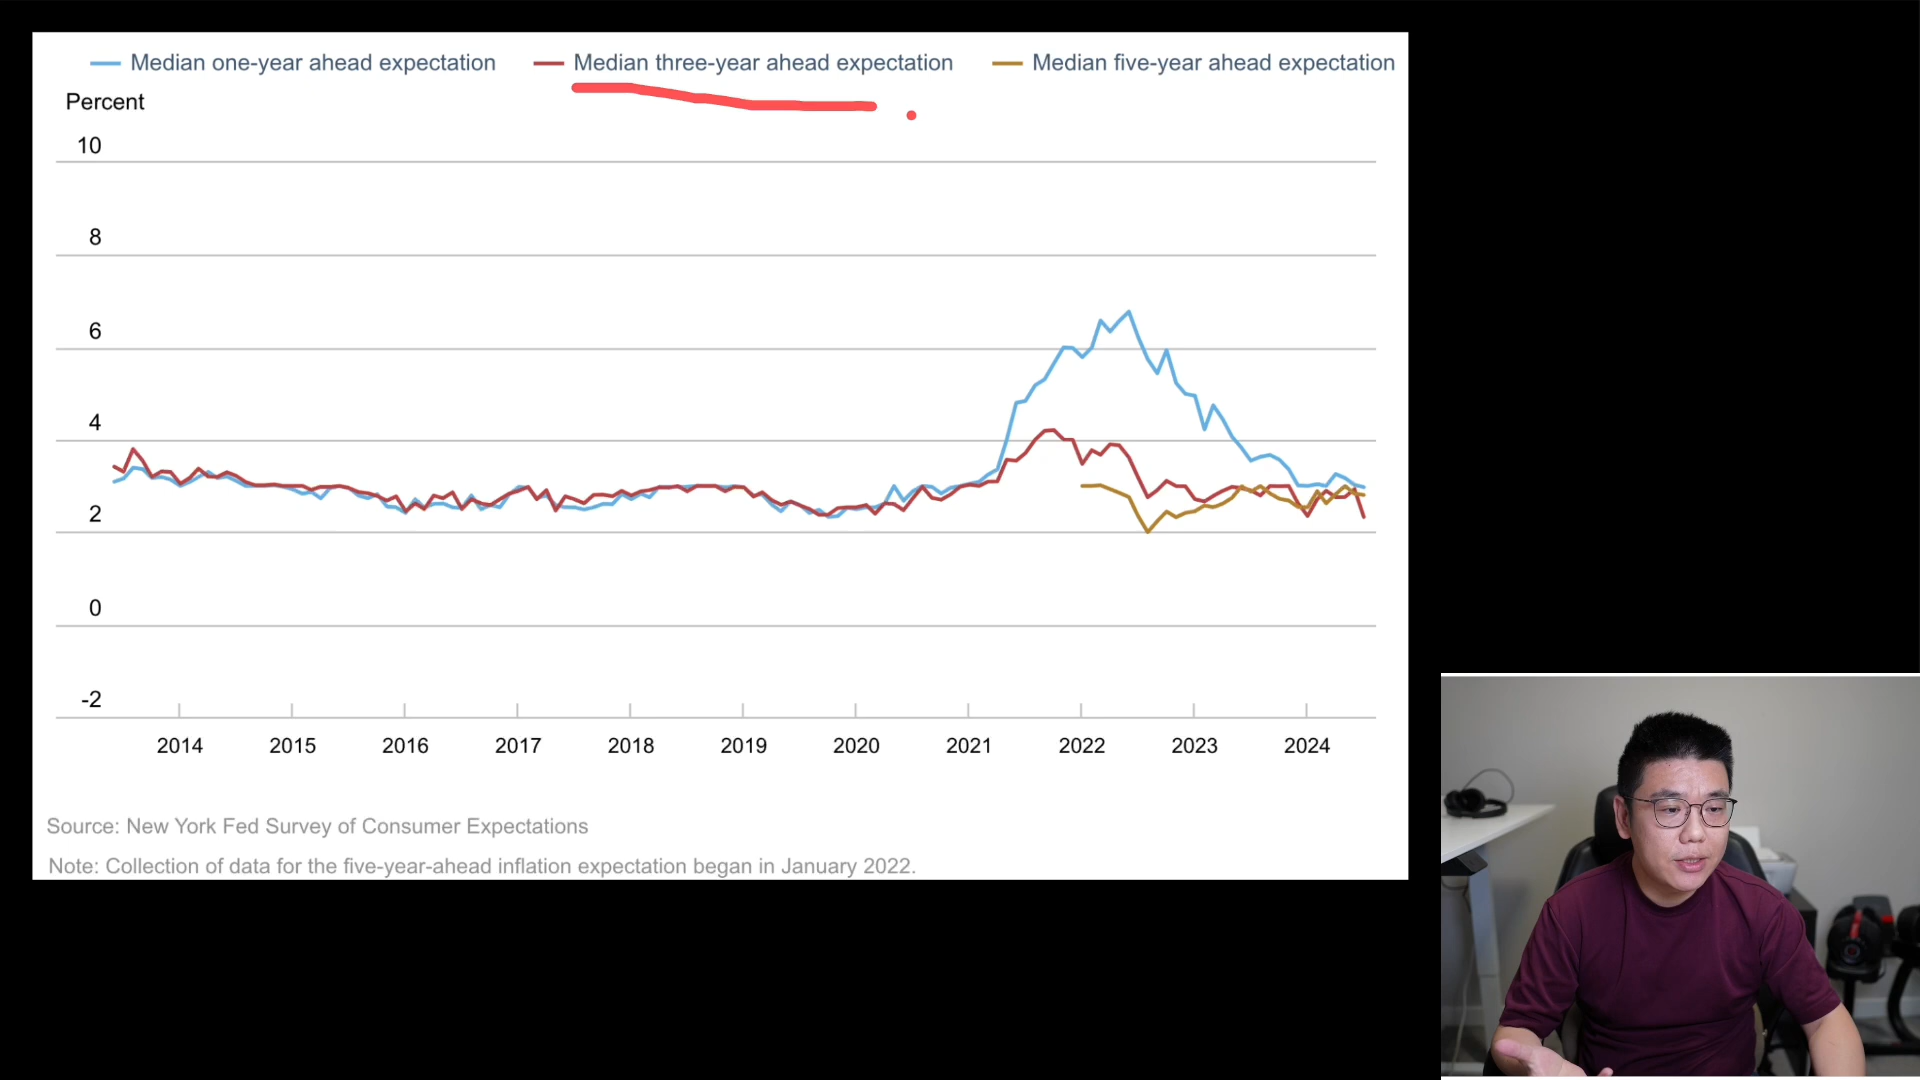 Median one-year ahead expectation Median three-year ahead expectation Median five-year ahead expectation
Percent
10
8
6
4
2
0
-2
2014 2015 2016 2017 2018 2019 2020 2021 2022 2023 2024
Source: New York Fed Survey of Consumer Expectations
Note: Collection of data for the five-year-ahead inflation expectation began in January 2022.